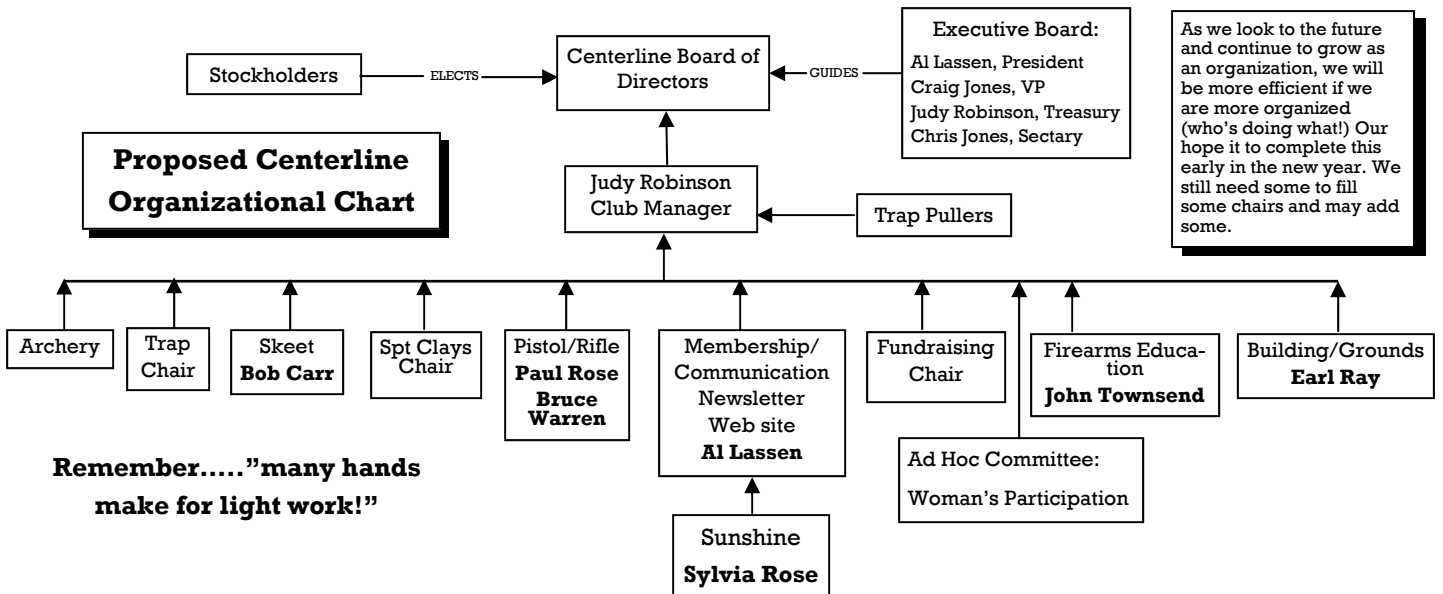 Stockholders
ELECTS
Centerline Board of
Directors
GUIDES
Executive Board:
Al Lassen, President
Craig Jones, VP
Judy Robinson, Treasury
Chris Jones, Sectary
As we look to the future
and continue to grow as
an organization, we will
be more efficient if we
are more organized
(who's doing what!) Our
hope it to complete this
early in the new year. We
still need some to fill
some chairs and may add
some.
Proposed Centerline
Organizational Chart
Judy Robinson
Club Manager
Trap Pullers
Archery
Trap
Chair
Skeet
Bob Carr
Spt Clays
Chair
Pistol/Rifle
Paul Rose
Bruce
Warren
Membership/
Communication
Newsletter
Web site
Al Lassen
Fundraising
Chair
Firearms Educa-
tion
John Townsend
Building/Grounds
Earl Ray
Remember.....”many hands
make for light work!”
Ad Hoc Committee:
Woman's Participation
Sunshine
Sylvia Rose